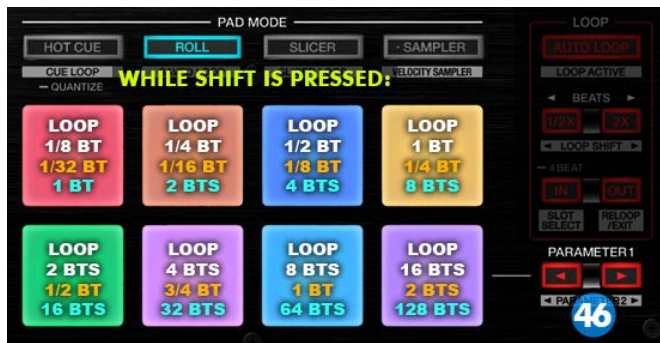 PAD MODE
LOOP
HOT CUE
ROLL
SLICER
· SAMPLER
AUTO LOOP
CUE LOOP
WHILE SHIFT IS PRESSED:
VELOCITY SAMPLER
LOOP ACTIVE
– QUANTIZE
◄ BEATS ►
LOOP
1/8 BT
1/32 BT
1 BT
LOOP
1/4 BT
1/16 BT
2 BTS
LOOP
1/2 BT
1/8 BT
4 BTS
LOOP
1 BT
1/4 BT
8 BTS
1/2X
2X
◄ LOOP SHIFT ►
– 4 BEAT
IN
OUT
SLOT
SELECT
RELOOP
/EXIT
LOOP
2 BTS
1/2 BT
16 BTS
LOOP
4 BTS
3/4 BT
32 BTS
LOOP
8 BTS
1 BT
64 BTS
LOOP
16 BTS
2 BTS
128 BTS
PARAMETER1
◄ PARAMETER2 ►
46